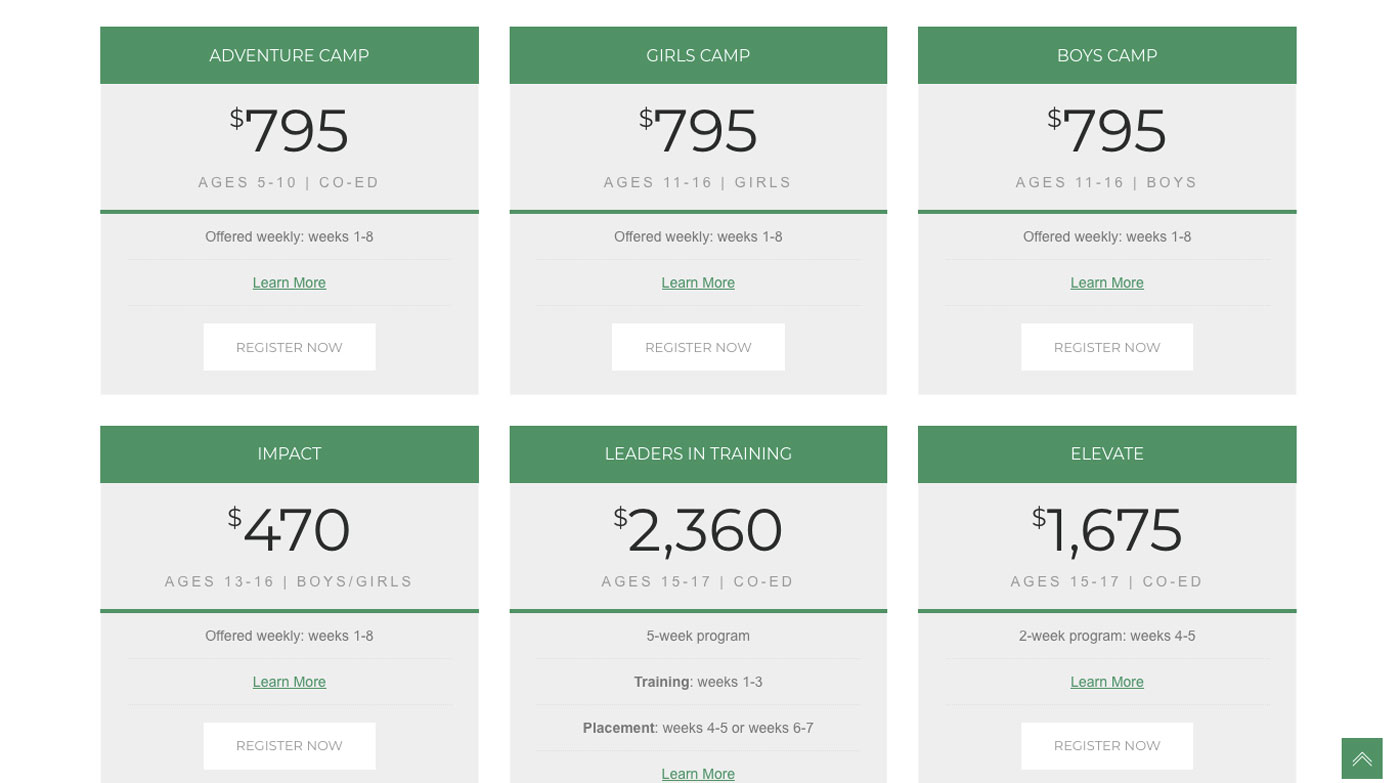 ADVENTURE CAMP
$795
AGES 5-10 | CO-ED
Offered weekly: weeks 1-8
Learn More
REGISTER NOW
GIRLS CAMP
$795
AGES 11-16 | GIRLS
Offered weekly: weeks 1-8
Learn More
REGISTER NOW
BOYS CAMP
$795
AGES 11-16 | BOYS
Offered weekly: weeks 1-8
Learn More
REGISTER NOW
IMPACT
$470
AGES 13-16 | BOYS/GIRLS
Offered weekly: weeks 1-8
Learn More
REGISTER NOW
LEADERS IN TRAINING
$2,360
AGES 15-17 | CO-ED
5-week program
Training: weeks 1-3
Placement: weeks 4-5 or weeks 6-7
Learn More
ELEVATE
$1,675
AGES 15-17 | CO-ED
2-week program: weeks 4-5
Learn More
REGISTER NOW